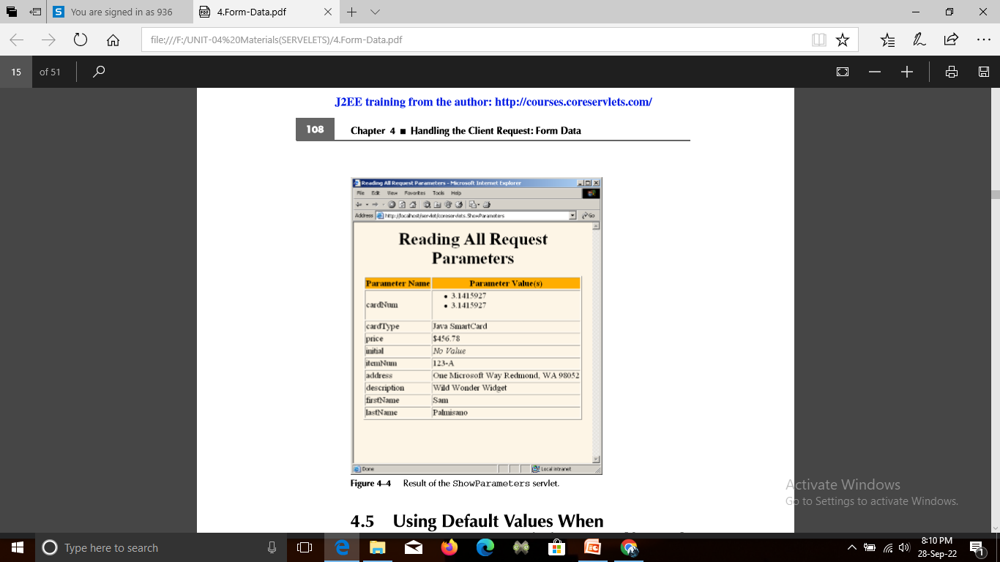 You are signed in as 936
4.Form-Data.pdf
file:///F:/UNIT-04%20Materials(SERVELETS)/4.Form-Data.pdf
15 of 51
J2EE training from the author: http://courses.coreservlets.com/
108 Chapter 4 ■ Handling the Client Request: Form Data
Reading All Request Parameters - Microsoft Internet Explorer
File Edit View Favorites Tools Help
Address http://localhost/servlet/coreservlets.ShowParameters Go
Reading All Request
Parameters
Parameter Name Parameter Value(s)
cardNum
• 3.1415927
• 3.1415927
cardType Java SmartCard
price $456.78
initial No Value
itemNum 123-A
address One Microsoft Way Redmond, WA 98052
description Wild Wonder Widget
firstName Sam
lastName Palmisano
Done Local intranet
Figure 4–4 Result of the ShowParameters servlet.
4.5 Using Default Values When
Activate Windows
Go to Settings to activate Windows.
Type here to search
8:10 PM
28-Sep-22
1